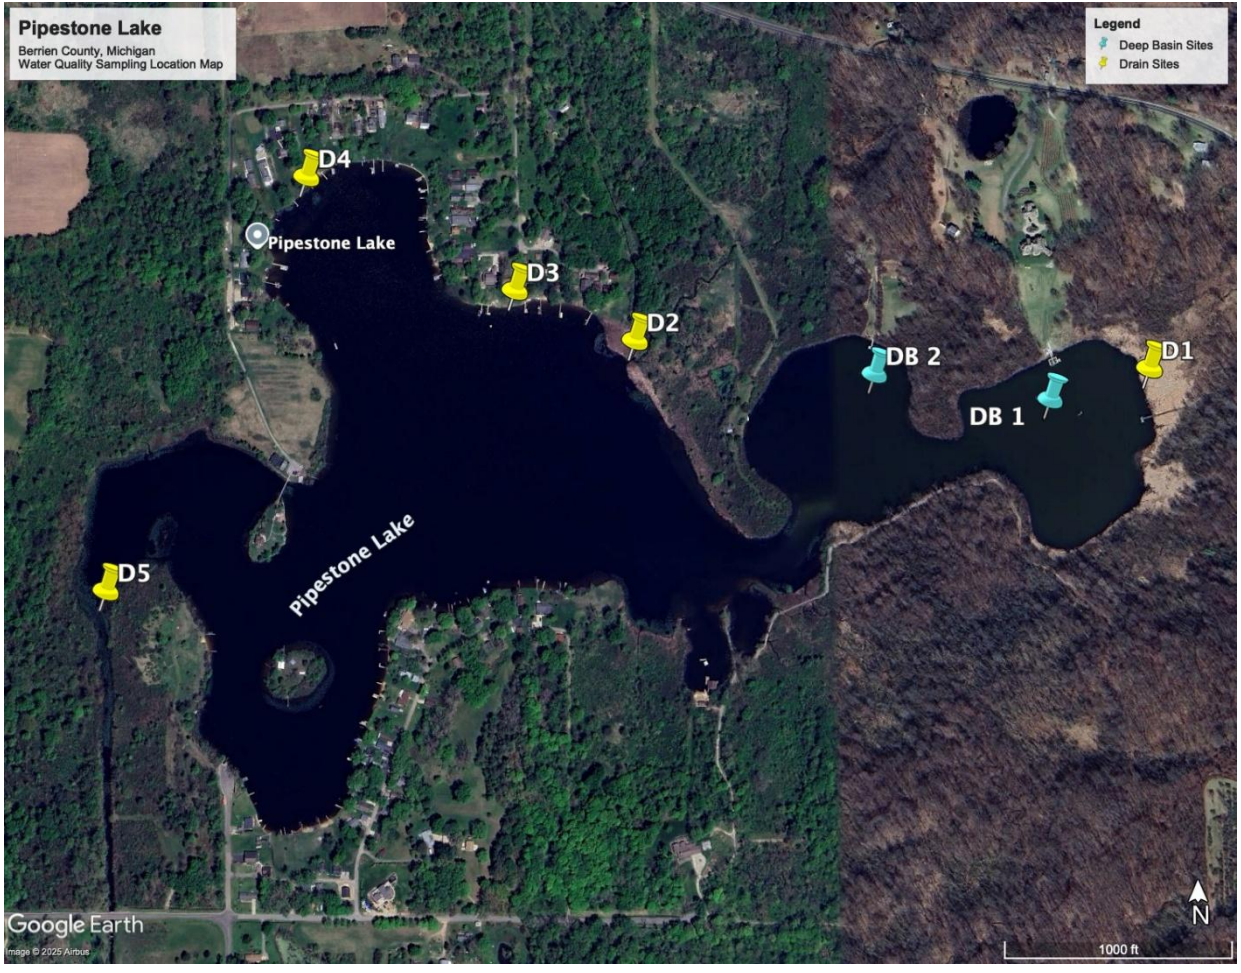 Pipestone Lake
Berrien County, Michigan
Water Quality Sampling Location Map
Legend
Deep Basin Sites
Drain Sites
D4
Pipestone Lake
D3
D2
DB 2
D1
DB 1
Pipestone Lake
D5
N
Google Earth
Image © 2025 Airbus
1000 ft